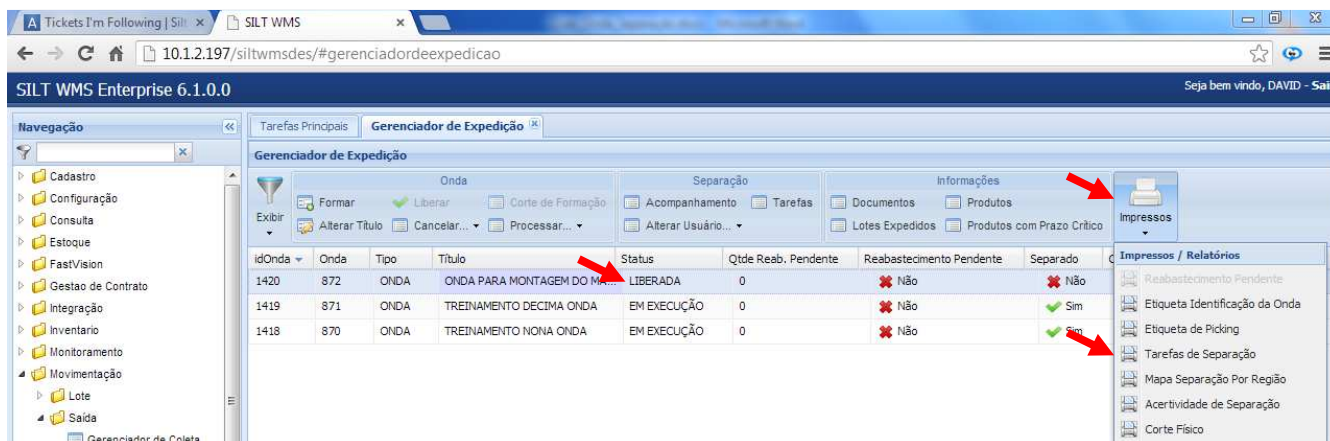 Tickets I'm Following | Silt
SILT WMS
10.1.2.197/siltwmsdes/#gerenciadordeexpedicao
SILT WMS Enterprise 6.1.0.0
Seja bem vindo, DAVID - Sai
Navegação
Tarefas Principais
Gerenciador de Expedição
Gerenciador de Expedição
Cadastro
Configuração
Consulta
Estoque
FastVision
Gestao de Contrato
Integração
Inventario
Monitoramento
Movimentação
Lote
Saída
Gerenciador de Coleta
Exibir
Onda
Formar
Liberar
Corte de Formação
Alterar Título
Cancelar...
Processar...
Separação
Acompanhamento
Tarefas
Alterar Usuário...
Informações
Documentos
Produtos
Lotes Expedidos
Produtos com Prazo Crítico
Impressos
idOnda Onda Tipo Título Status Qtde Reab. Pendente Reabastecimento Pendente Separado
1420 872 ONDA ONDA PARA MONTAGEM DO MA... LIBERADA 0 Não Não
1419 871 ONDA TREINAMENTO DECIMA ONDA EM EXECUÇÃO 0 Não Sim
1418 870 ONDA TREINAMENTO NONA ONDA EM EXECUÇÃO 0 Não Sim
Impressos / Relatórios
Reabastecimento Pendente
Etiqueta Identificação da Onda
Etiqueta de Picking
Tarefas de Separação
Mapa Separação Por Região
Acertividade de Separação
Corte Físico